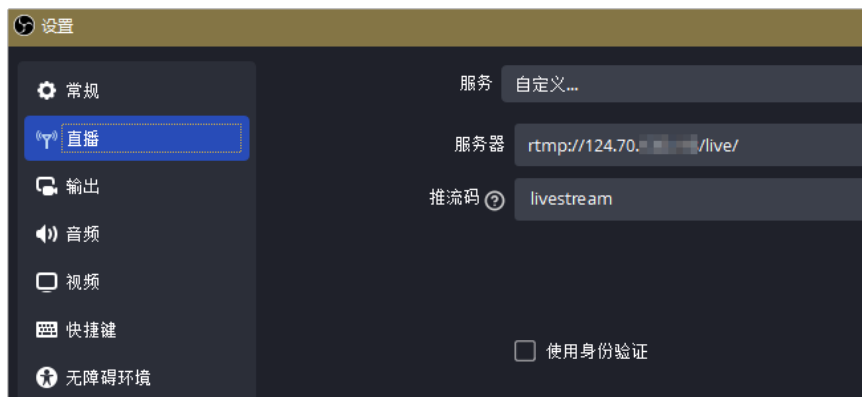 设置
常规
直播
输出
音频
视频
快捷键
无障碍环境
服务 自定义...
服务器 rtmp://124.70. /live/
推流码 livestream
使用身份验证